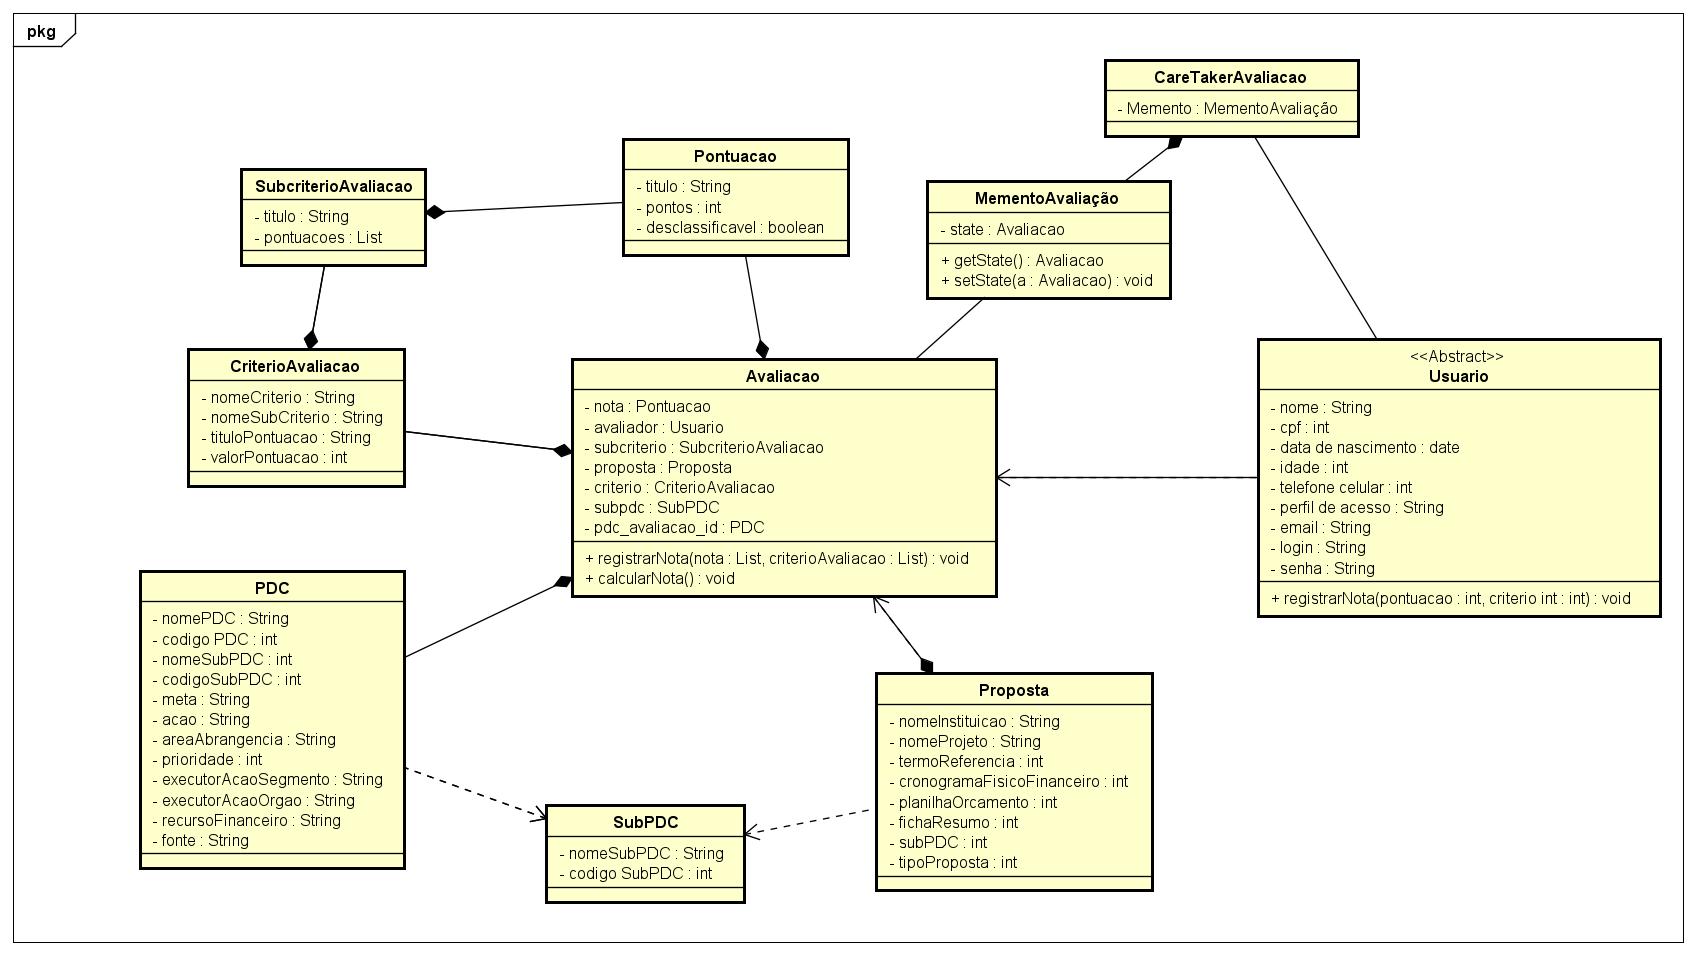 pkg
CareTakerAvaliacao
- Memento : MementoAvaliação
Pontuacao
- titulo : String
- pontos : int
- desclassificavel : boolean
SubcriterioAvaliacao
- titulo : String
- pontuacoes : List
MementoAvaliação
- state : Avaliacao
+ getState() : Avaliacao
+ setState(a : Avaliacao) : void
CriterioAvaliacao
- nomeCriterio : String
- nomeSubCriterio : String
- tituloPontuacao : String
- valorPontuacao : int
Avaliacao
- nota : Pontuacao
- avaliador : Usuario
- subcriterio : SubcriterioAvaliacao
- proposta : Proposta
- criterio : CriterioAvaliacao
- subpdc : SubPDC
- pdc_avaliacao_id : PDC
+ registrarNota(nota : List, criterioAvaliacao : List) : void
+ calcularNota() : void
<<Abstract>>
Usuario
- nome : String
- cpf : int
- data de nascimento : date
- idade : int
- telefone celular : int
- perfil de acesso : String
- email : String
- login : String
- senha : String
+ registrarNota(pontuacao : int, criterio int : int) : void
PDC
- nomePDC : String
- codigo PDC : int
- nomeSubPDC : int
- codigoSubPDC : int
- meta : String
- acao : String
- areaAbrangencia : String
- prioridade : int
- executorAcaoSegmento : String
- executorAcaoOrgao : String
- recursoFinanceiro : String
- fonte : String
SubPDC
- nomeSubPDC : String
- codigo SubPDC : int
Proposta
- nomeInstituicao : String
- nomeProjeto : String
- termoReferencia : int
- cronogramaFisicoFinanceiro : int
- planilhaOrcamento : int
- fichaResumo : int
- subPDC : int
- tipoProposta : int